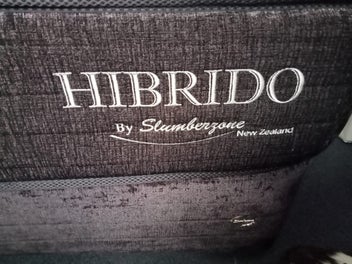 HIBRIDO
By Slumberzone
New Zealand